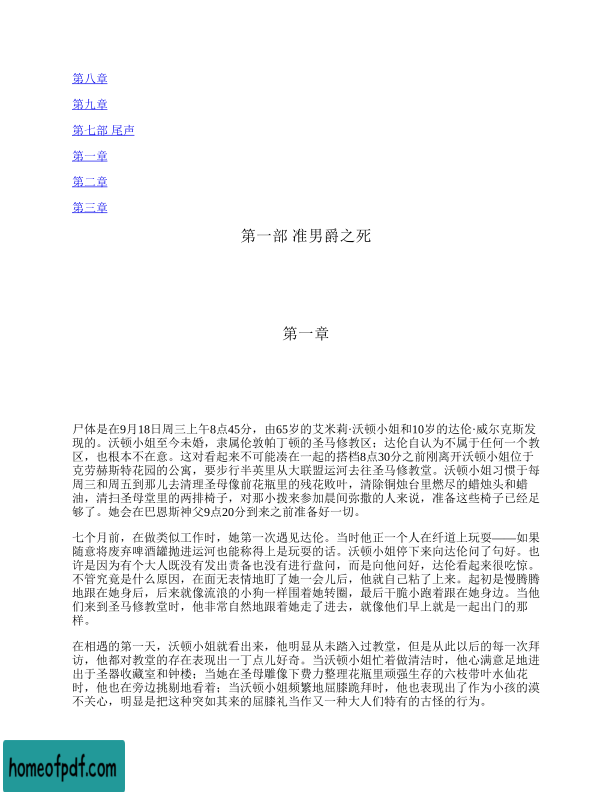 第八章
第九章
第七部 尾声
第一章
第二章
第三章
第一部 准男爵之死
第一章
尸体是在9月18日周三上午8点45分，由65岁的艾米莉·沃顿小姐和10岁的达伦·威尔克斯发
现的。沃顿小姐至今未婚，隶属伦敦帕丁顿的圣马修教区；达伦自认为不属于任何一个教
区，也根本不在意。这对看起来不可能凑在一起的搭档8点30分之前刚离开沃顿小姐位于
克劳赫斯特花园的公寓，要步行半英里从大联盟运河去往圣马修教堂。沃顿小姐习惯于每
周三和周五到那儿去清理圣母像前花瓶里的残花败叶，清除铜烛台里燃尽的蜡烛头和蜡
油，清扫圣母堂里的两排椅子，对那小拨来参加晨间弥撒的人来说，准备这些椅子已经足
够了。她会在巴恩斯神父9点20分到来之前准备好一切。
七个月前，在做类似工作时，她第一次遇见达伦。当时他正一个人在纤道上玩耍——如果
随意将废弃啤酒罐抛进运河也能称得上是玩耍的话。沃顿小姐停下来向达伦问了句好。也
许是因为有个大人既没有发出责备也没有进行盘问，而是向他问好，达伦看起来很吃惊。
不管究竟是什么原因，在面无表情地盯了她一会儿后，他就自己粘了上来。起初是慢腾腾
地跟在她身后，后来就像流浪的小狗一样围着她转圈，最后干脆小跑着跟在她身边。当他
们来到圣马修教堂时，他非常自然地跟着她走了进去，就像他们早上就是一起出门的那
样。
在相遇的第一天，沃顿小姐就看出来，他明显从未踏入过教堂，但是从此以后的每一次拜
访，他都对教堂的存在表现出一丁点儿好奇。当沃顿小姐忙着做清洁时，他心满意足地进
出于圣器收藏室和钟楼；当她在圣母雕像下费力整理花瓶里顽强生存的六枝带叶水仙花
时，他也在旁边挑剔地看着；当沃顿小姐频繁地屈膝跪拜时，他也表现出了作为小孩的漠
不关心，明显是把这种突如其来的屈膝礼当作又一种大人们特有的古怪的行为。
homeofpdf.com